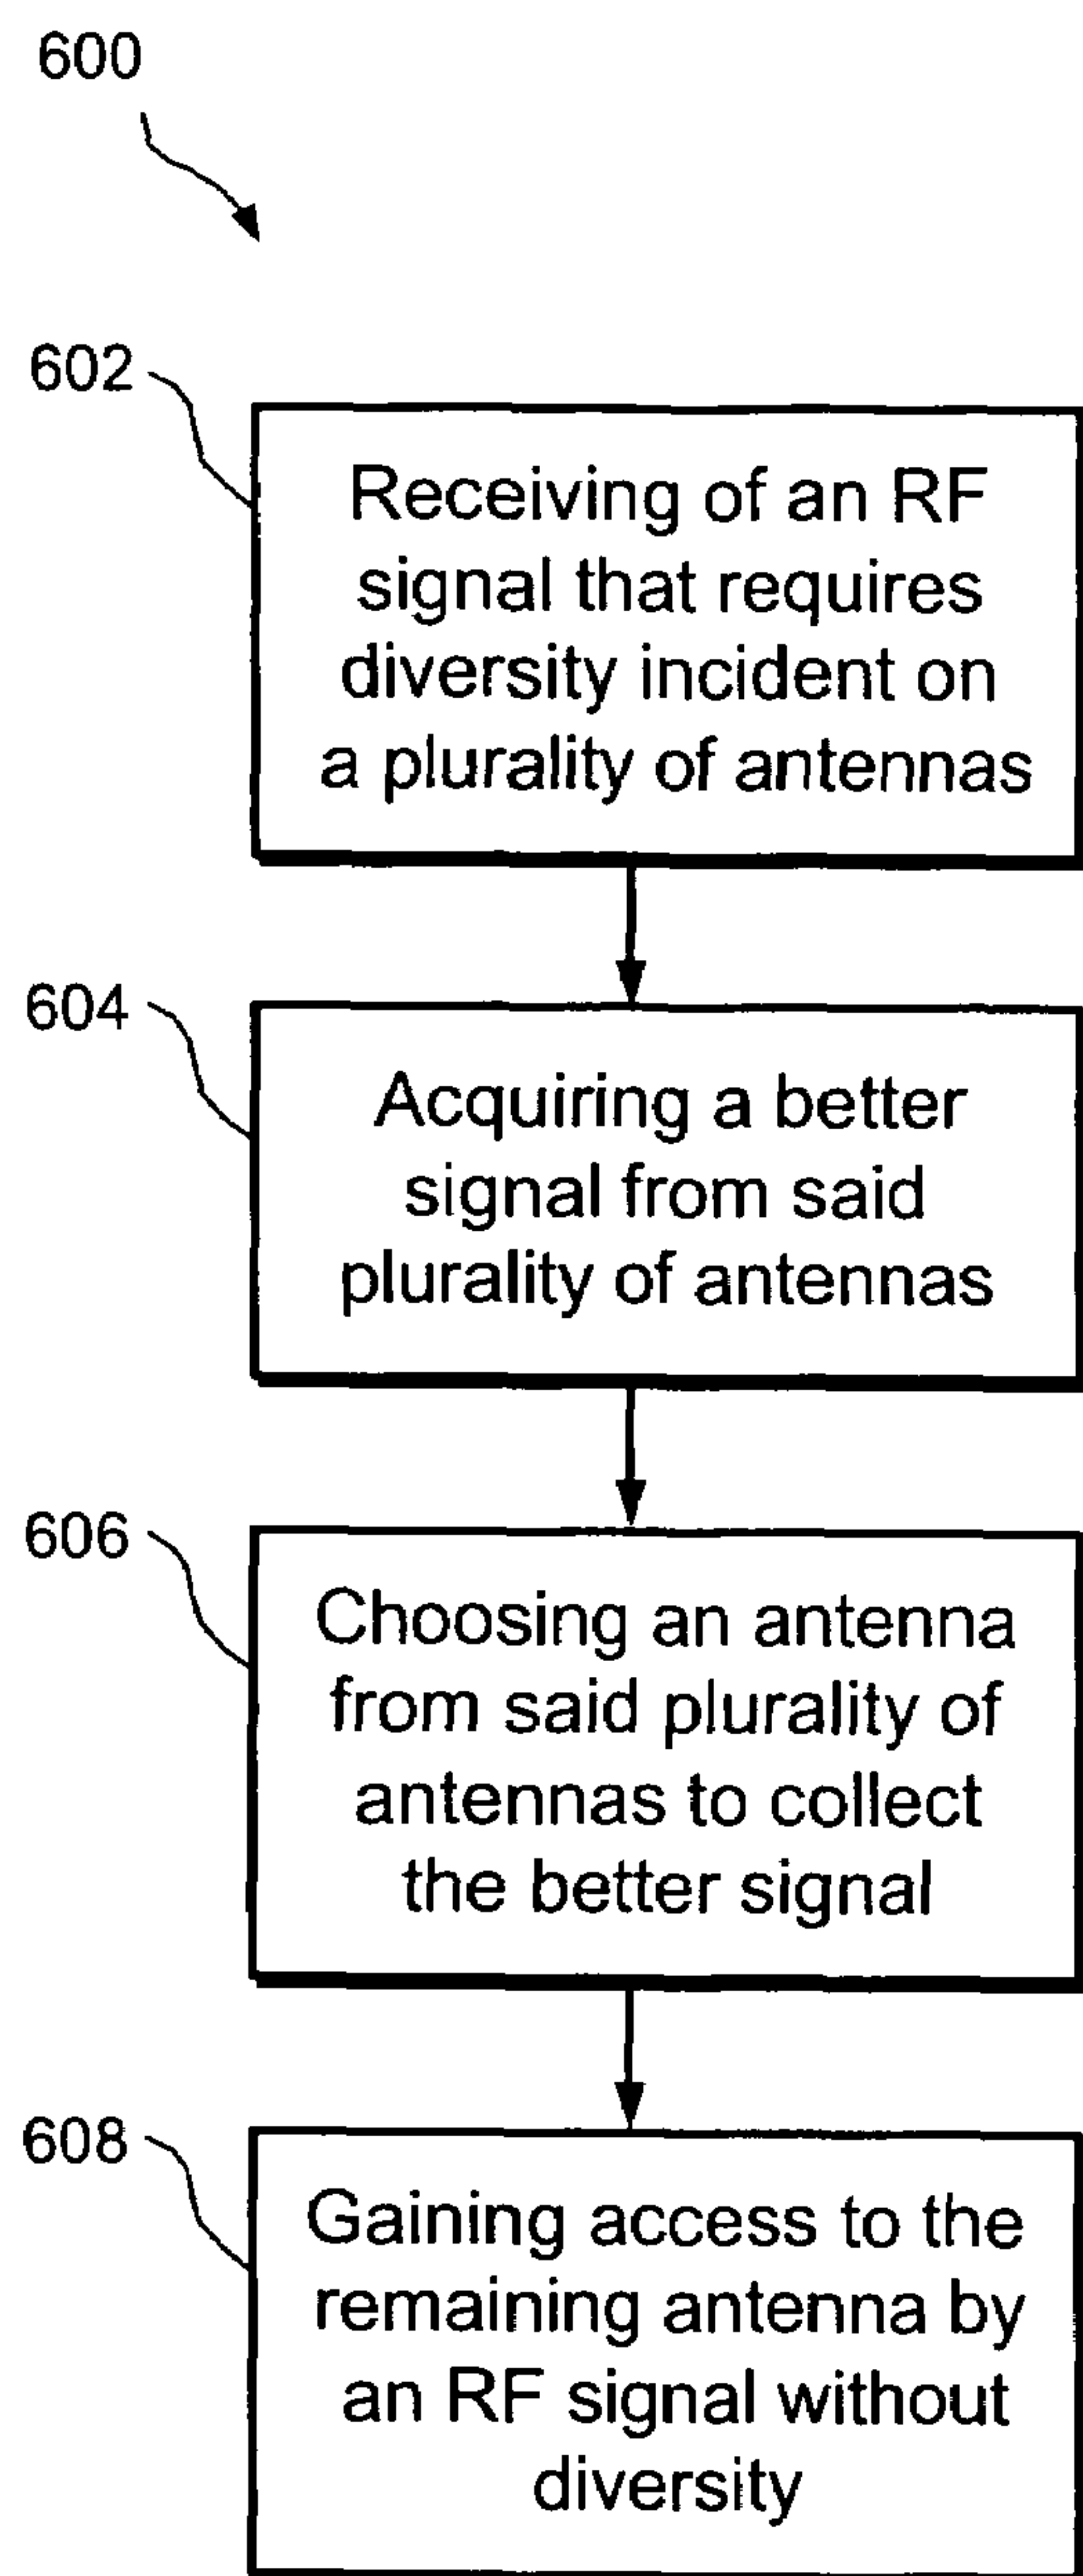 600
602
Receiving of an RF
signal that requires
diversity incident on
a plurality of antennas
604
Acquiring a better
signal from said
plurality of antennas
606
Choosing an antenna
from said plurality of
antennas to collect
the better signal
608
Gaining access to the
remaining antenna by
an RF signal without
diversity